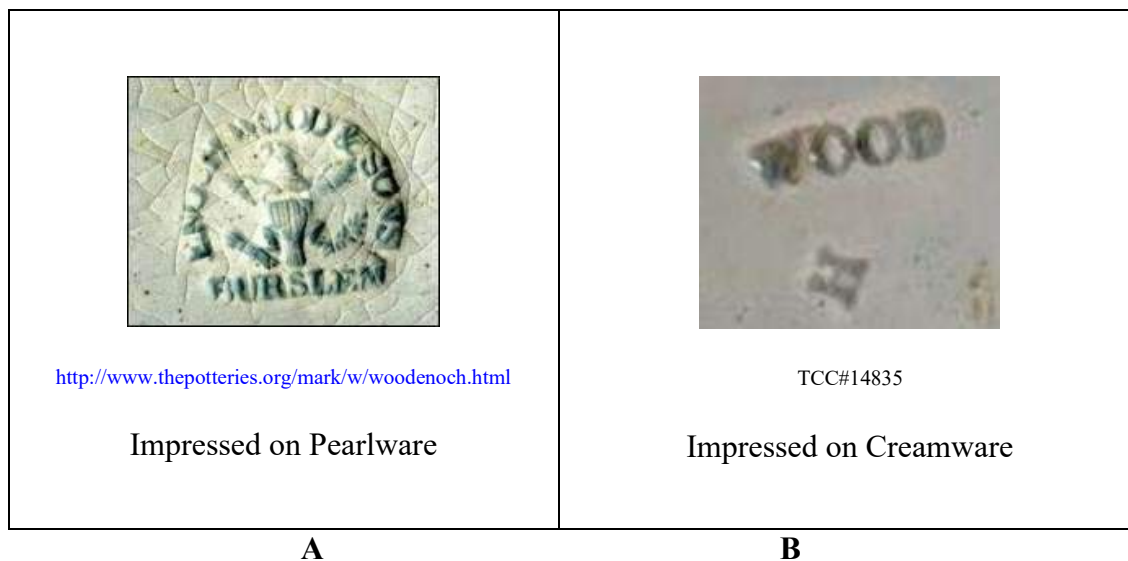 ENOCH WOOD & SONS
BURSLEM
http://www.thepotteries.org/mark/w/woodenoch.html
Impressed on Pearlware
WOOD
H
TCC#14835
Impressed on Creamware
A
B